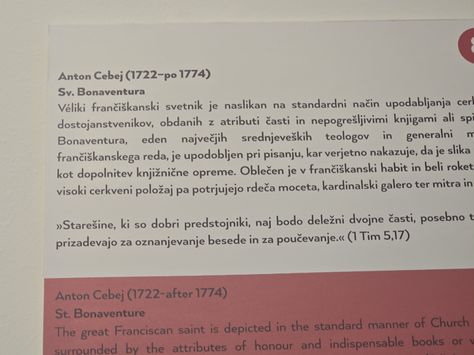 Anton Cebej (1722–po 1774)
Sv. Bonaventura
Véliki frančiškanski svetnik je naslikan na standardni način upodabljanja
dostojanstvenikov, obdanih z atributi časti in nepogrešljivimi knjigami ali
Bonaventura, eden največjih srednjeveških teologov in generalni
frančiškanskega reda, je upodobljen pri pisanju, kar verjetno nakazuje, da je slika
kot dopolnitev knjižnične opreme. Oblečen je v frančiškanski habit in beli
visoki cerkveni položaj pa potrjujejo rdeča moceta, kardinalski galero ter mitra in
»Starešine, ki so dobri predstojniki, naj bodo deležni dvojne časti, posebno
prizadevajo za oznanjevanje besede in za poučevanje.« (1 Tim 5,17)
Anton Cebej (1722–after 1774)
St. Bonaventure
The great Franciscan saint is depicted in the standard manner of Church
surrounded by the attributes of honour and indispensable books or